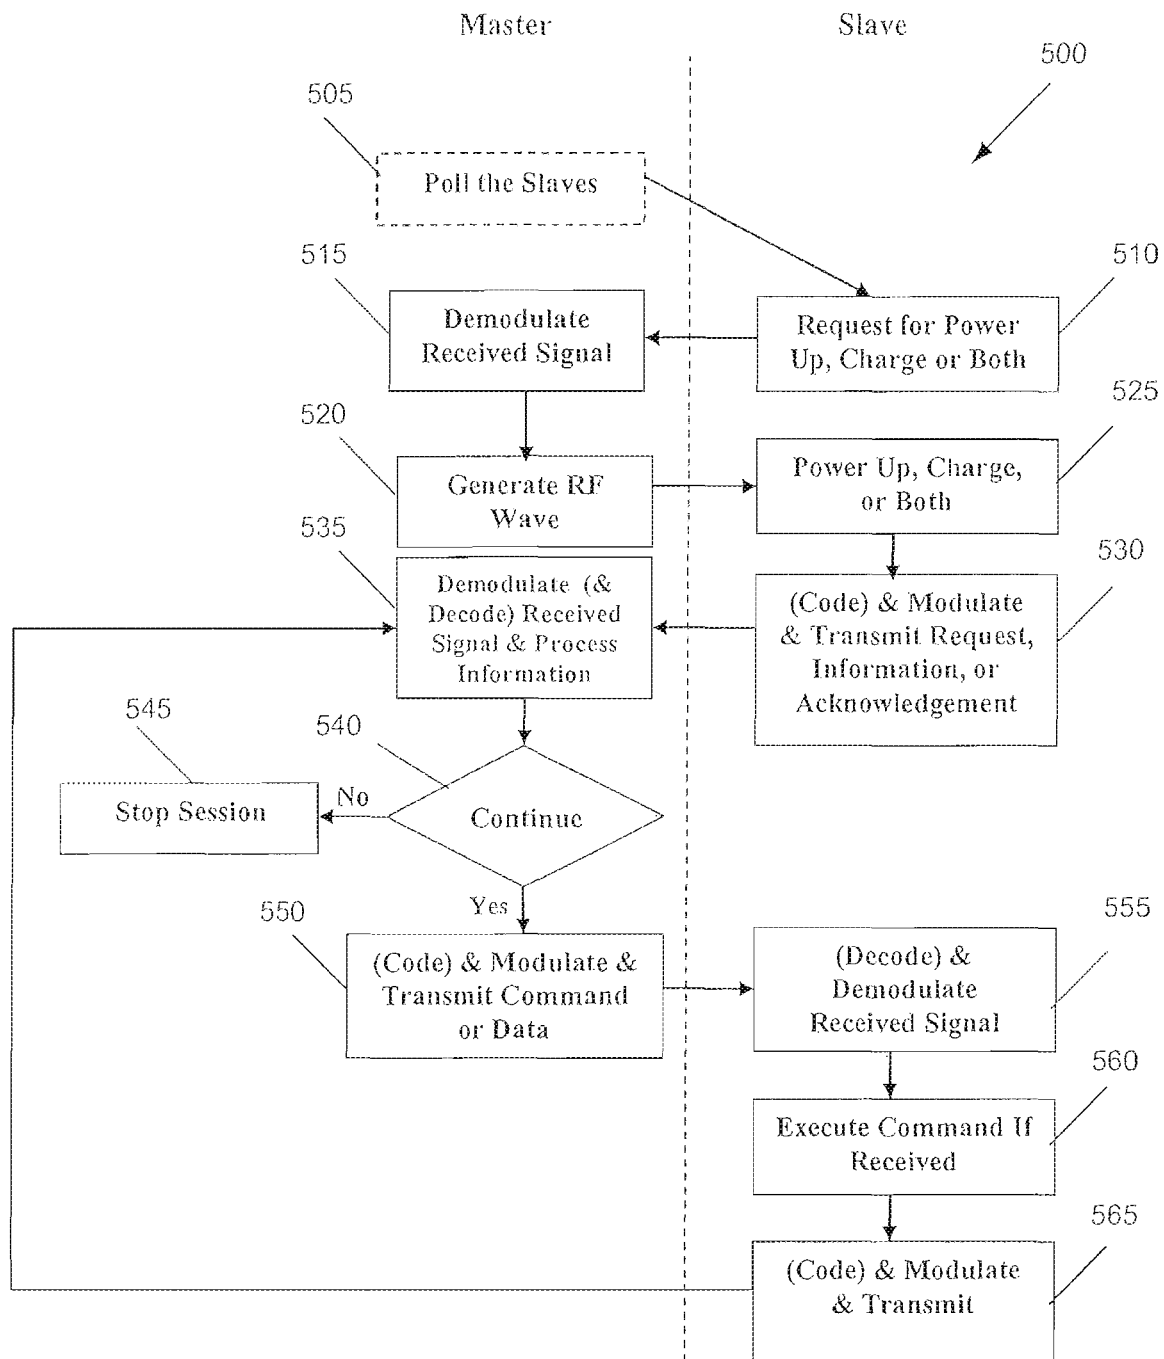 Master
Slave
500
505
Poll the Slaves
515
510
Demodulate
Received Signal
Request for Power
Up, Charge or Both
520
525
Generate RF
Wave
Power Up, Charge,
or Both
535
530
Demodulate (&
Decode) Received
Signal & Process
Information
(Code) & Modulate
& Transmit Request,
Information, or
Acknowledgement
545
540
Stop Session
No
Continue
Yes
550
555
(Code) & Modulate &
Transmit Command
or Data
(Decode) &
Demodulate
Received Signal
560
Execute Command If
Received
565
(Code) & Modulate
& Transmit